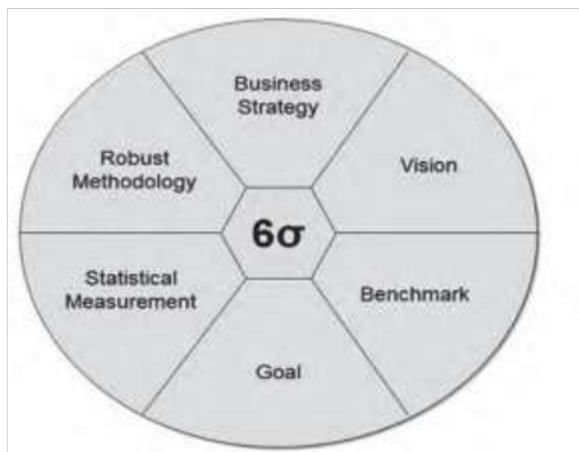 Business
Strategy
Vision
Benchmark
Goal
Statistical
Measurement
Robust
Methodology
6σ